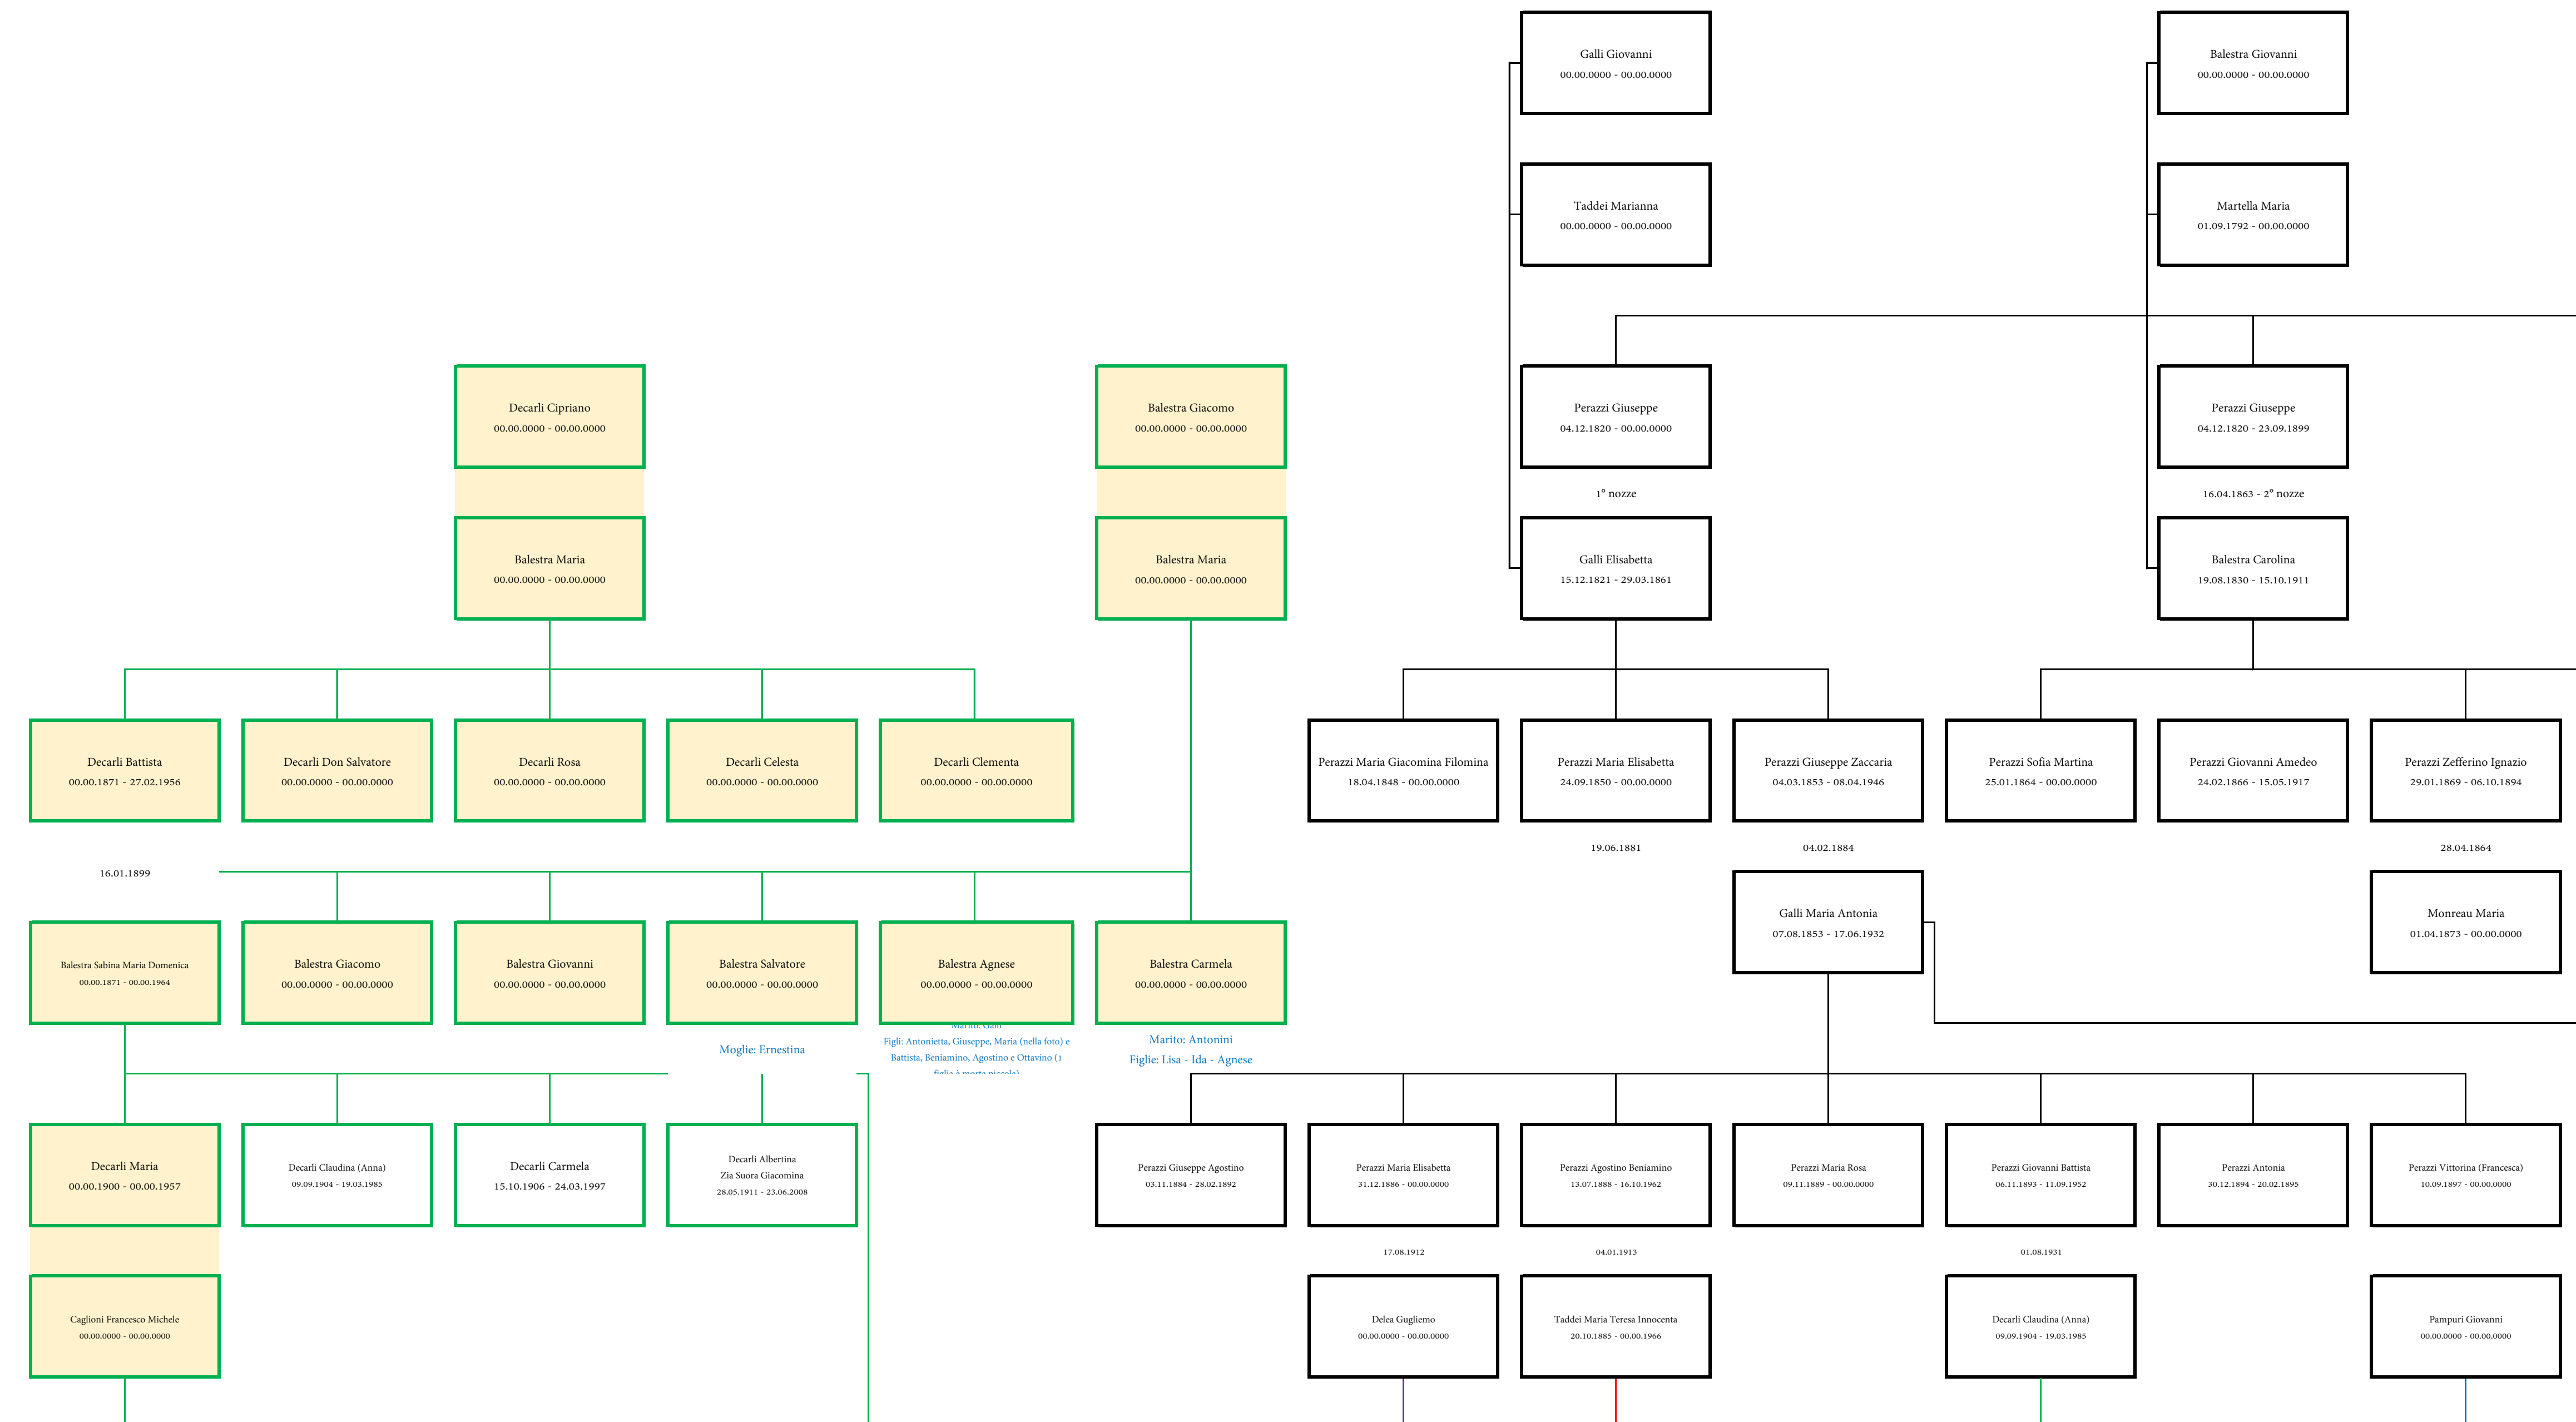 Galli Giovanni
00.00.0000 - 00.00.0000
Balestra Giovanni
00.00.0000 - 00.00.0000
Taddei Marianna
00.00.0000 - 00.00.0000
Martella Maria
01.09.1792 - 00.00.0000
Decarli Cipriano
00.00.0000 - 00.00.0000
Balestra Giacomo
00.00.0000 - 00.00.0000
Perazzi Giuseppe
04.12.1820 - 00.00.0000
Perazzi Giuseppe
04.12.1820 - 23.09.1899
1° nozze
16.04.1863 - 2° nozze
Balestra Maria
00.00.0000 - 00.00.0000
Balestra Maria
00.00.0000 - 00.00.0000
Galli Elisabetta
15.12.1821 - 29.03.1861
Balestra Carolina
19.08.1830 - 15.10.1911
Decarli Battista
00.00.1871 - 27.02.1956
Decarli Don Salvatore
00.00.0000 - 00.00.0000
Decarli Rosa
00.00.0000 - 00.00.0000
Decarli Celesta
00.00.0000 - 00.00.0000
Decarli Clementa
00.00.0000 - 00.00.0000
Perazzi Maria Giacomina Filomina
18.04.1848 - 00.00.0000
Perazzi Maria Elisabetta
24.09.1850 - 00.00.0000
Perazzi Giuseppe Zaccaria
04.03.1853 - 08.04.1946
Perazzi Sofia Martina
25.01.1864 - 00.00.0000
Perazzi Giovanni Amedeo
24.02.1866 - 15.05.1917
Perazzi Zefferino Ignazio
29.01.1869 - 06.10.1894
16.01.1899
19.06.1881
04.02.1884
28.04.1864
Galli Maria Antonia
07.08.1853 - 17.06.1932
Monreau Maria
01.04.1873 - 00.00.0000
Balestra Sabina Maria Domenica
00.00.1871 - 00.00.1964
Balestra Giacomo
00.00.0000 - 00.00.0000
Balestra Giovanni
00.00.0000 - 00.00.0000
Balestra Salvatore
00.00.0000 - 00.00.0000
Balestra Agnese
00.00.0000 - 00.00.0000
Balestra Carmela
00.00.0000 - 00.00.0000
Moglie: Ernestina
Marito: Galli
Figli: Antonietta, Giuseppe, Maria (nella foto) e
Battista, Beniamino, Agostino e Ottavino (1
figlia è morta piccola)
Marito: Antonini
Figlie: Lisa - Ida - Agnese
Decarli Maria
00.00.1900 - 00.00.1957
Decarli Claudina (Anna)
09.09.1904 - 19.03.1985
Decarli Carmela
15.10.1906 - 24.03.1997
Decarli Albertina
Zia Suora Giacomina
28.05.1911 - 23.06.2008
Perazzi Giuseppe Agostino
03.11.1884 - 28.02.1892
Perazzi Maria Elisabetta
31.12.1886 - 00.00.0000
Perazzi Agostino Beniamino
13.07.1888 - 16.10.1962
Perazzi Maria Rosa
09.11.1889 - 00.00.0000
Perazzi Giovanni Battista
06.11.1893 - 11.09.1952
Perazzi Antonia
30.12.1894 - 20.02.1895
Perazzi Vittorina (Francesca)
10.09.1897 - 00.00.0000
17.08.1912
04.01.1913
01.08.1931
Caglioni Francesco Michele
00.00.0000 - 00.00.0000
Delea Gugliemo
00.00.0000 - 00.00.0000
Taddei Maria Teresa Innocenta
20.10.1885 - 00.00.1966
Decarli Claudina (Anna)
09.09.1904 - 19.03.1985
Pampuri Giovanni
00.00.0000 - 00.00.0000